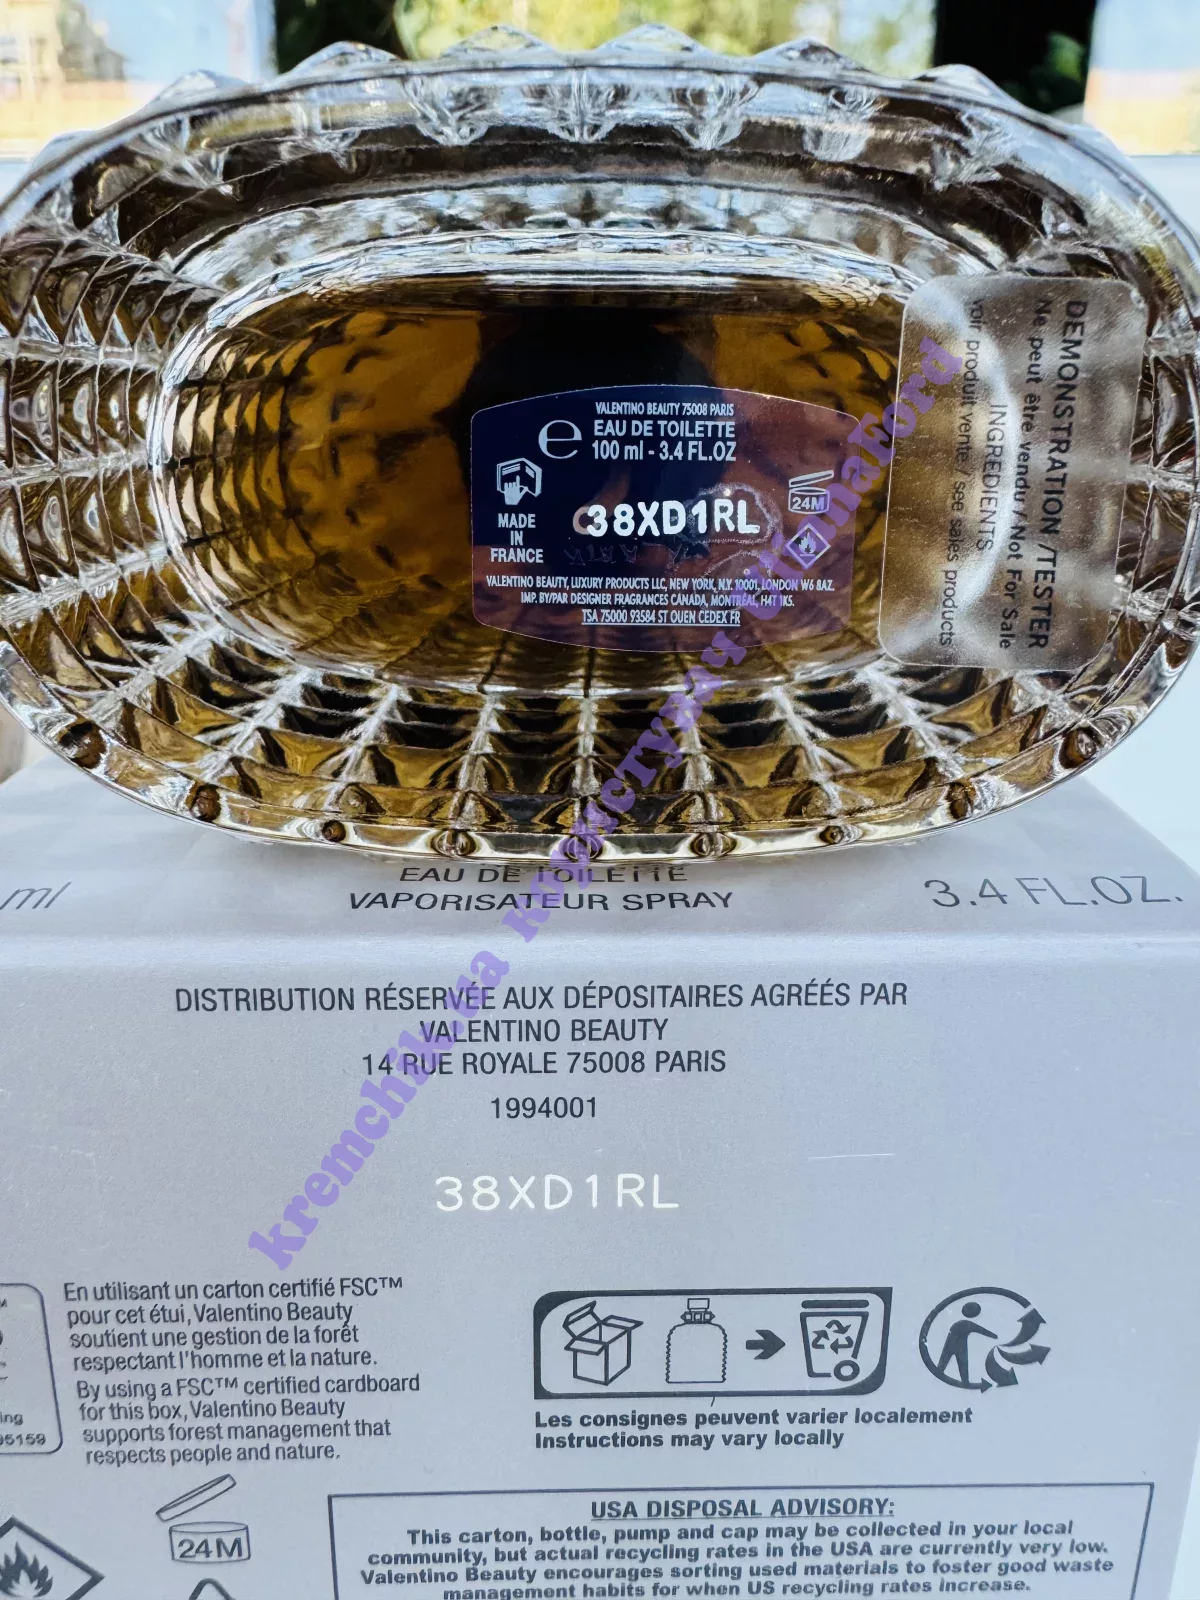 VALENTINO BEAUTY 75008 PARIS
e EAU DE TOILETTE
100 ml - 3.4 FL.OZ
MADE
IN
FRANCE
38XD1RL
24M
VALENTINO BEAUTY, LUXURY PRODUCTS LLC, NEW YORK, N.Y. 10001, LONDON W6 8AZ.
IMP. BY/PAR DESIGNER FRAGRANCES CANADA, MONTRÉAL, H4T 1K5.
TSA 75000 93584 ST OUEN CEDEX FR
DEMONSTRATION /TESTER
Ne peut être vendu / Not For Sale
INGREDIENTS
voir produit vente / see sales products
ml
EAU DE TOILETTE
VAPORISATEUR SPRAY
3.4 FL.OZ.
DISTRIBUTION RÉSERVÉE AUX DÉPOSITAIRES AGRÉÉS PAR
VALENTINO BEAUTY
14 RUE ROYALE 75008 PARIS
1994001
38XD1RL
En utilisant un carton certifié FSC™
pour cet étui, Valentino Beauty
soutient une gestion de la forêt
respectant l'homme et la nature.
By using a FSC™ certified cardboard
for this box, Valentino Beauty
supports forest management that
respects people and nature.
Les consignes peuvent varier localement
Instructions may vary locally
24M
USA DISPOSAL ADVISORY:
This carton, bottle, pump and cap may be collected in your local
community, but actual recycling rates in the USA are currently very low.
Valentino Beauty encourages sorting used materials to foster good waste
management habits for when US recycling rates increase.
kremchik.ua користувач